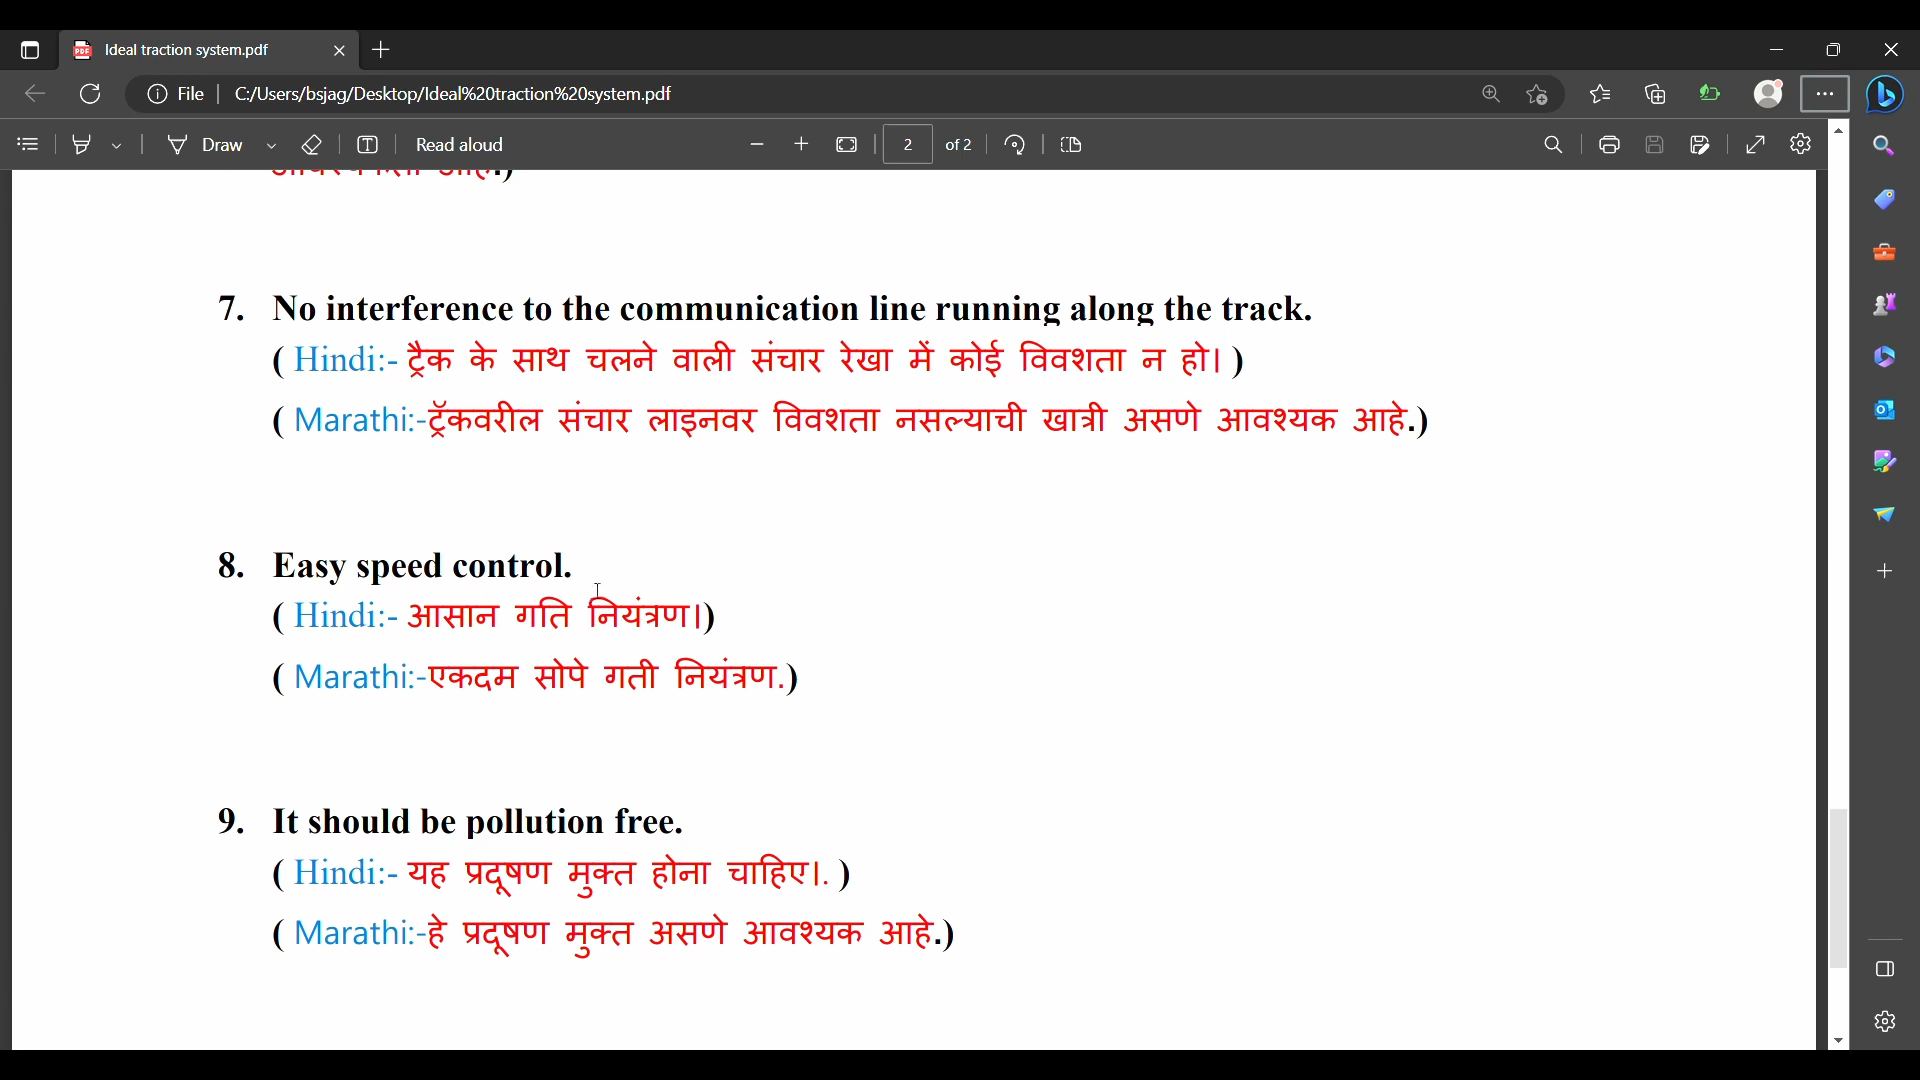 Ideal traction system.pdf
File
C:/Users/bsjag/Desktop/Ideal%20traction%20system.pdf
Draw
Read aloud
2 of 2
7. No interference to the communication line running along the track.
( Hindi:- ट्रैक के साथ चलने वाली संचार रेखा में कोई विवशता न हो। )
( Marathi:-ट्रॅकवरील संचार लाइनवर विवशता नसल्याची खात्री असणे आवश्यक आहे.)
8. Easy speed control.
( Hindi:- आसान गति नियंत्रण।)
( Marathi:-एकदम सोपे गती नियंत्रण.)
9. It should be pollution free.
( Hindi:- यह प्रदूषण मुक्त होना चाहिए।. )
( Marathi:-हे प्रदूषण मुक्त असणे आवश्यक आहे.)